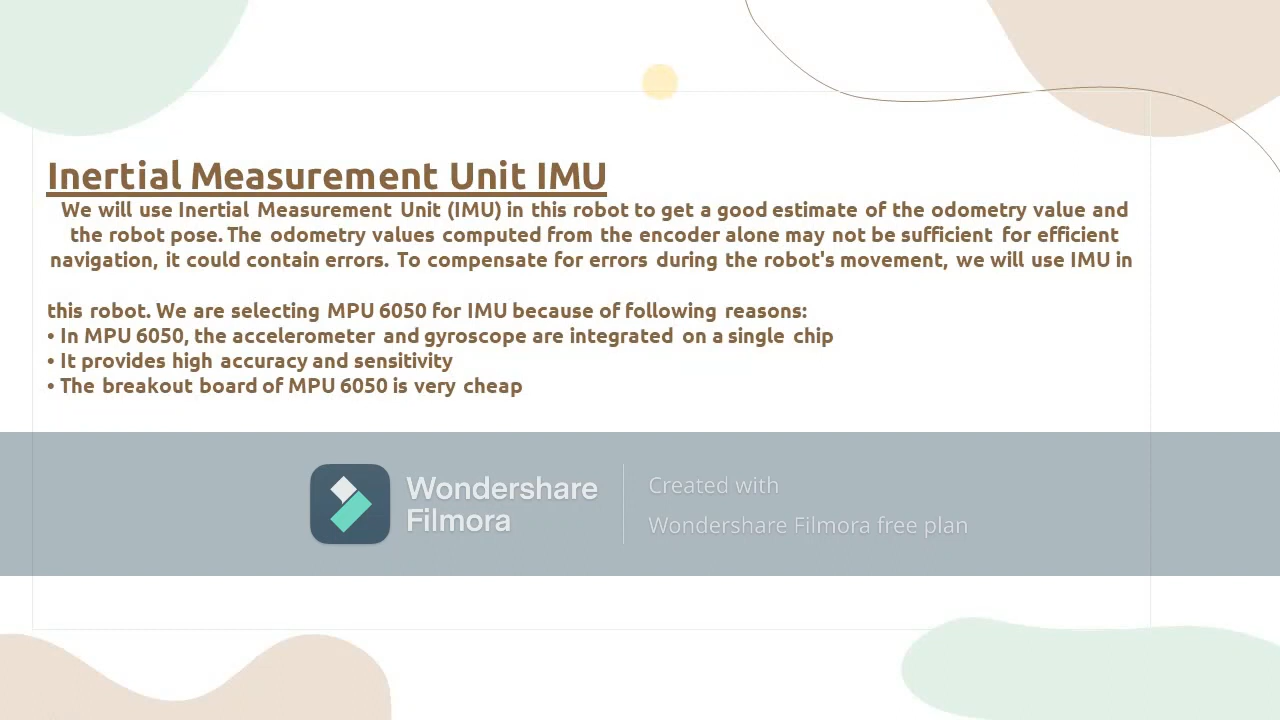 Inertial Measurement Unit IMU
We will use Inertial Measurement Unit (IMU) in this robot to get a good estimate of the odometry value and
the robot pose. The odometry values computed from the encoder alone may not be sufficient for efficient
navigation, it could contain errors. To compensate for errors during the robot's movement, we will use IMU in
this robot. We are selecting MPU 6050 for IMU because of following reasons:
• In MPU 6050, the accelerometer and gyroscope are integrated on a single chip
• It provides high accuracy and sensitivity
• The breakout board of MPU 6050 is very cheap
Wondershare
Filmora
Created with
Wondershare Filmora free plan